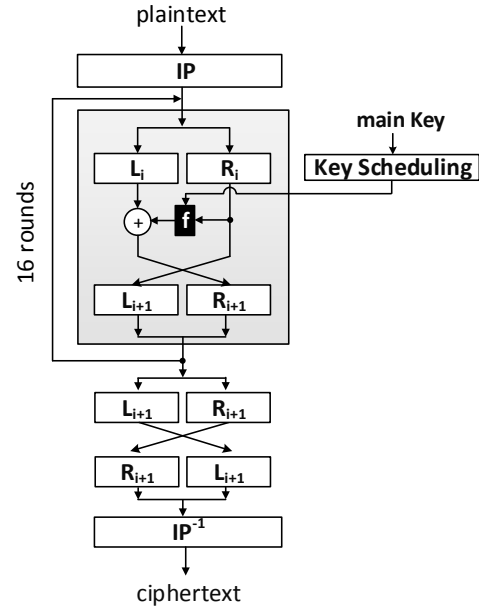 plaintext
IP
main Key
Key Scheduling
16 rounds
Lᵢ
Rᵢ
f
+
Lᵢ₊₁
Rᵢ₊₁
Lᵢ₊₁
Rᵢ₊₁
Rᵢ₊₁
Lᵢ₊₁
IP⁻¹
ciphertext